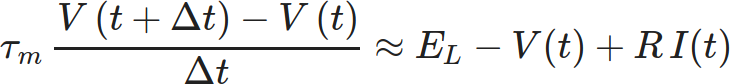 τ_m (V(t + Δt) − V(t)) / Δt ≈ E_L − V(t) + R I(t)